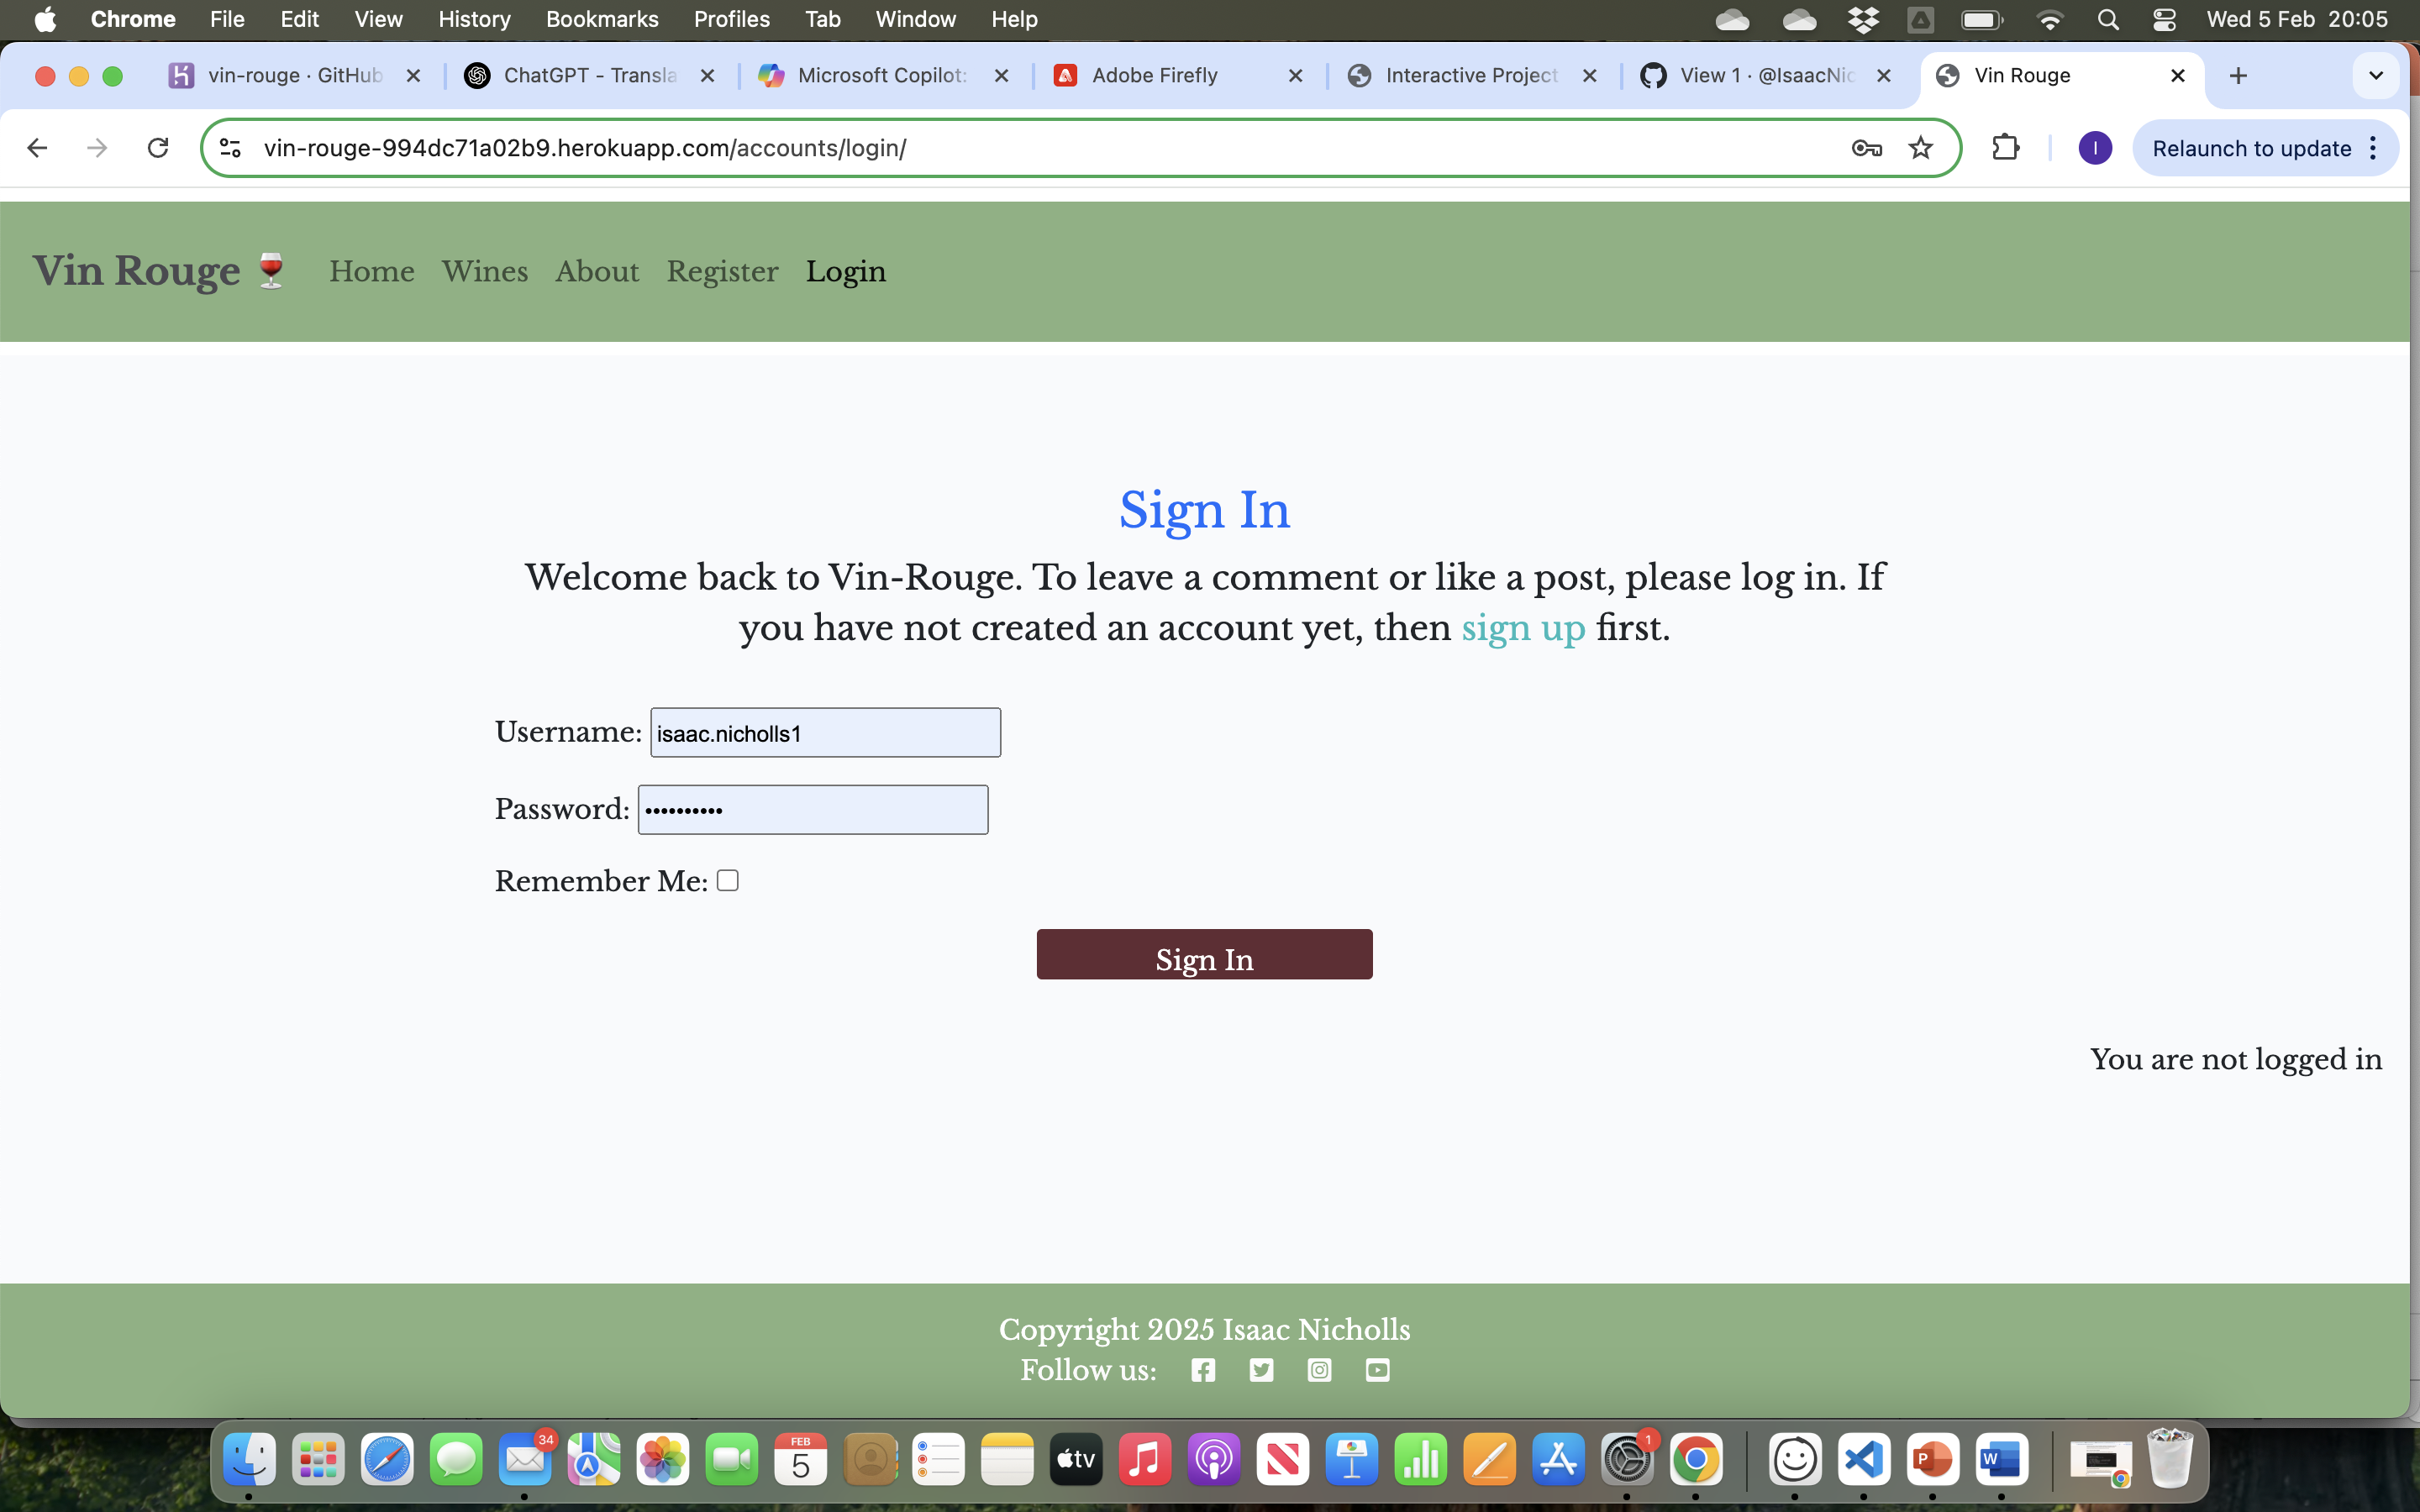 Chrome File Edit View History Bookmarks Profiles Tab Window Help Wed 5 Feb 20:05
vin-rouge · GitHub ChatGPT - Transla Microsoft Copilot: Adobe Firefly Interactive Project View 1 · @IsaacNic Vin Rouge
vin-rouge-994dc71a02b9.herokuapp.com/accounts/login/ I Relaunch to update
Vin Rouge Home Wines About Register Login
Sign In
Welcome back to Vin-Rouge. To leave a comment or like a post, please log in. If
you have not created an account yet, then sign up first.
Username: isaac.nicholls1
Password: ••••••••••
Remember Me:
Sign In
You are not logged in
Copyright 2025 Isaac Nicholls
Follow us:
34 FEB 5 tv 1 P W